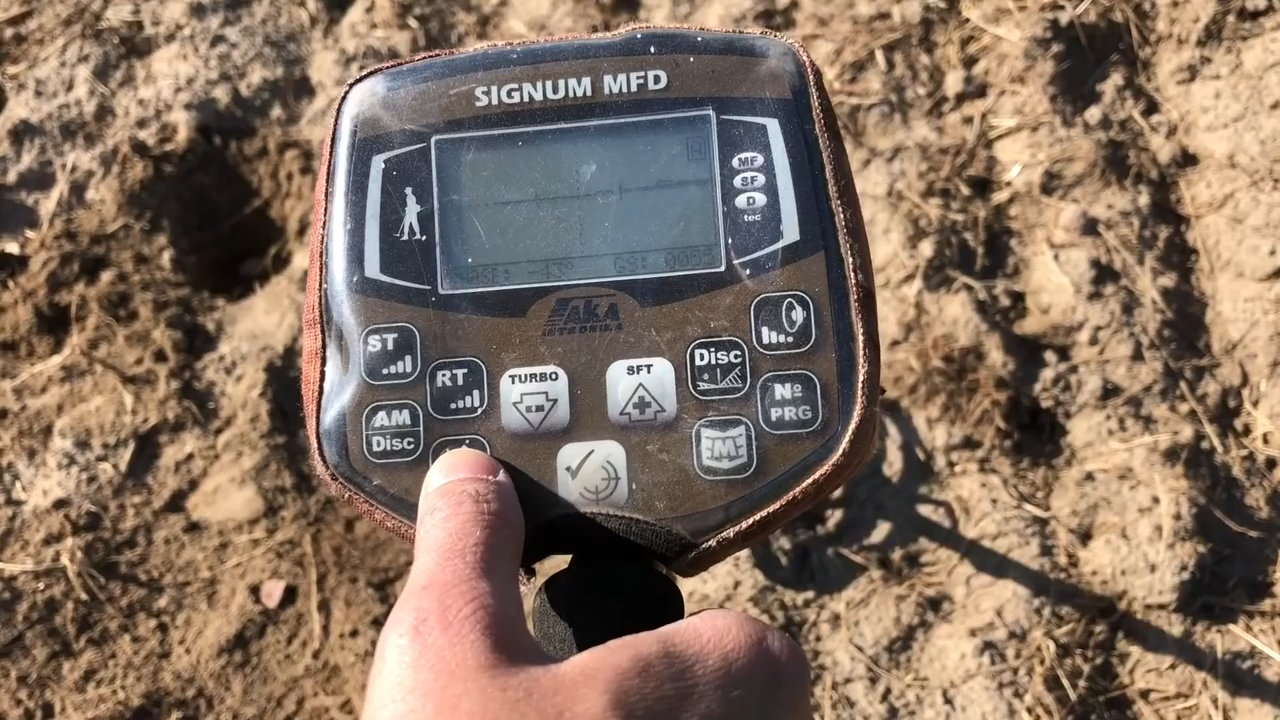 SIGNUM MFD
MF
SF
D
tec
AKA
ST
RT
AM
Disc
TURBO
SFT
Disc
№
PRG
M